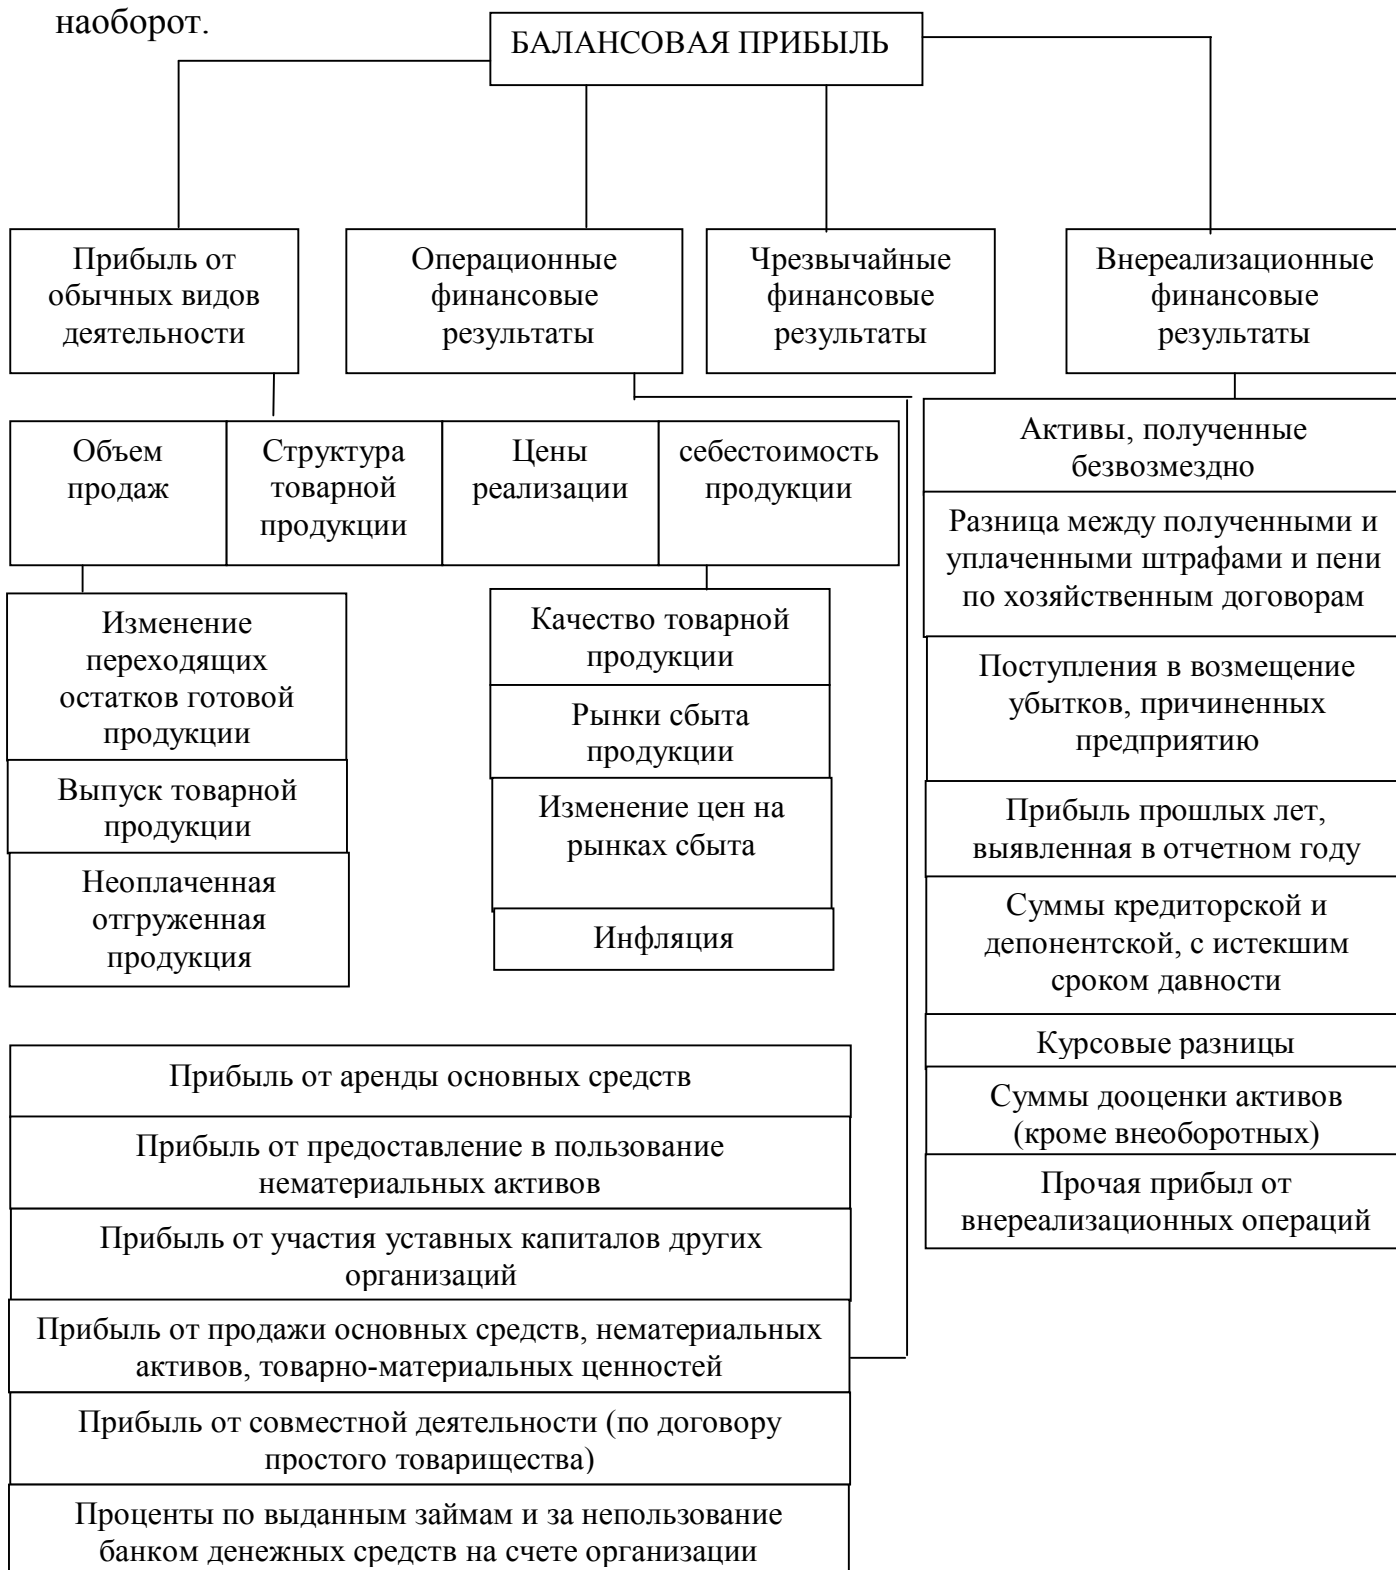 наоборот.
БАЛАНСОВАЯ ПРИБЫЛЬ
Прибыль от
обычных видов
деятельности
Операционные
финансовые
результаты
Чрезвычайные
финансовые
результаты
Внереализационные
финансовые
результаты
Объем
продаж
Структура
товарной
продукции
Цены
реализации
себестоимость
продукции
Изменение
переходящих
остатков готовой
продукции
Выпуск товарной
продукции
Неоплаченная
отгруженная
продукция
Качество товарной
продукции
Рынки сбыта
продукции
Изменение цен на
рынках сбыта
Инфляция
Активы, полученные
безвозмездно
Разница между полученными и
уплаченными штрафами и пени
по хозяйственным договорам
Поступления в возмещение
убытков, причиненных
предприятию
Прибыль прошлых лет,
выявленная в отчетном году
Суммы кредиторской и
депонентской, с истекшим
сроком давности
Курсовые разницы
Суммы дооценки активов
(кроме внеоборотных)
Прочая прибыл от
внереализационных операций
Прибыль от аренды основных средств
Прибыль от предоставление в пользование
нематериальных активов
Прибыль от участия уставных капиталов других
организаций
Прибыль от продажи основных средств, нематериальных
активов, товарно-материальных ценностей
Прибыль от совместной деятельности (по договору
простого товарищества)
Проценты по выданным займам и за непользование
банком денежных средств на счете организации